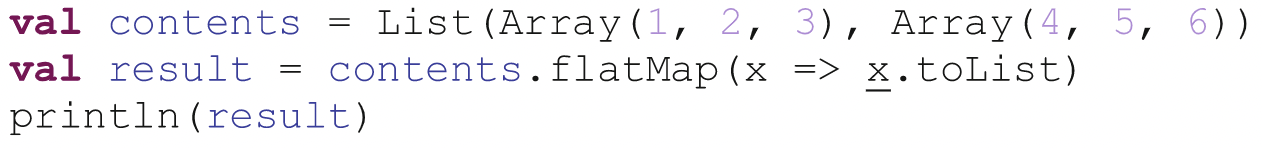 val contents = List(Array(1, 2, 3), Array(4, 5, 6))
val result = contents.flatMap(x => x.toList)
println(result)